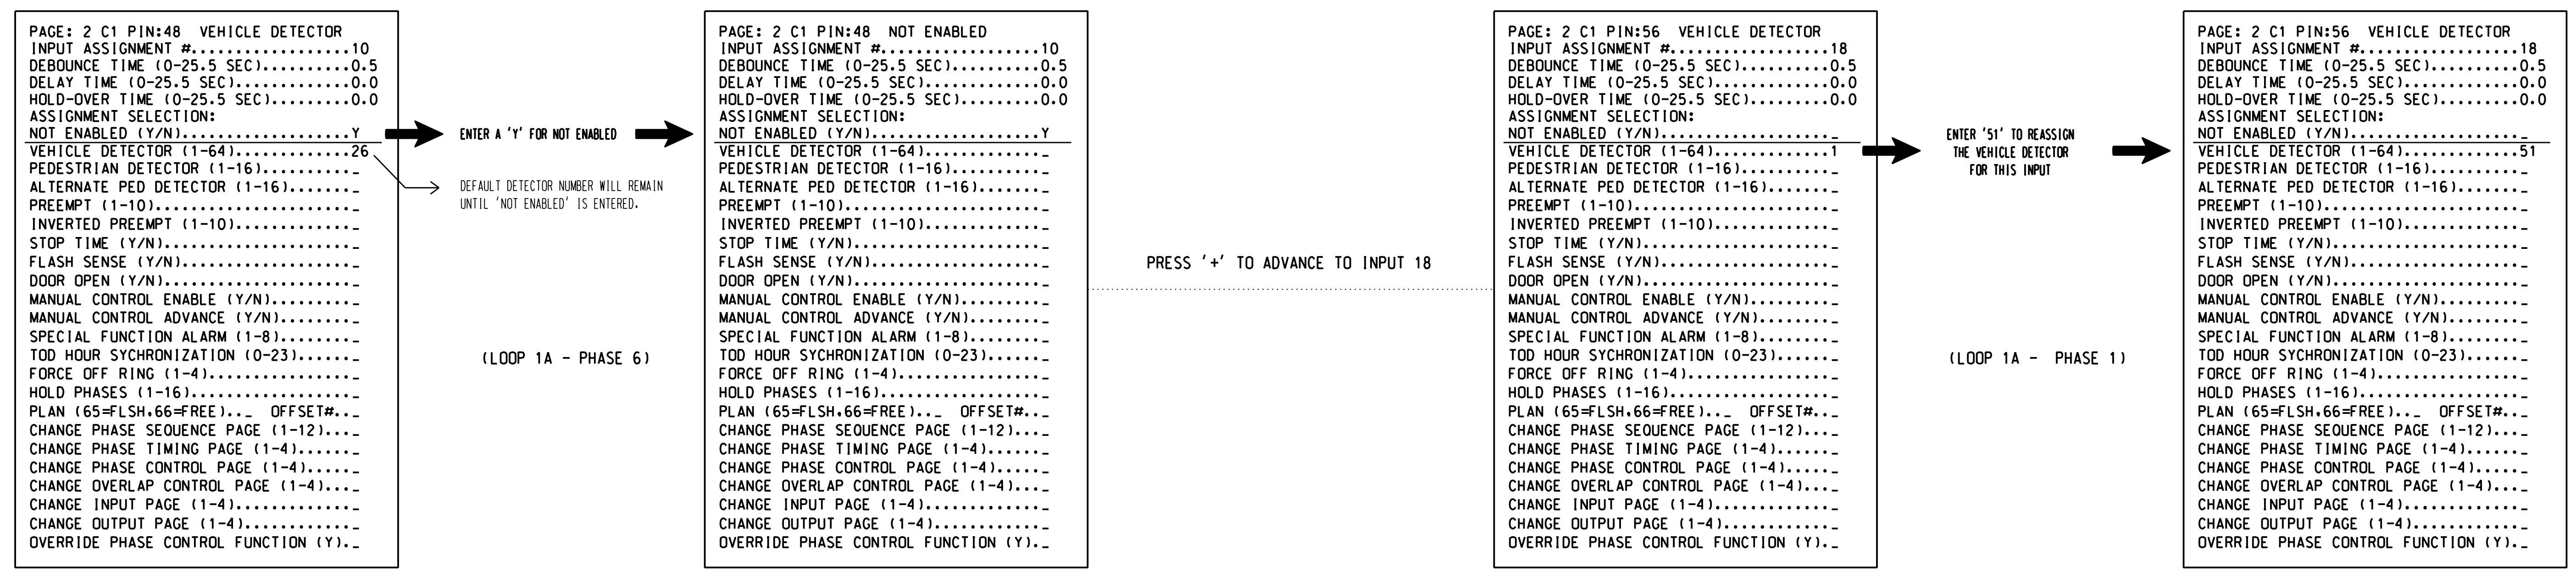 PAGE: 2 C1 PIN:48  VEHICLE DETECTOR
INPUT ASSIGNMENT #...................10
DEBOUNCE TIME (0-25.5 SEC)..........0.5
DELAY TIME (0-25.5 SEC).............0.0
HOLD-OVER TIME (0-25.5 SEC).........0.0
ASSIGNMENT SELECTION:
NOT ENABLED (Y/N)....................Y
VEHICLE DETECTOR (1-64).............26
PEDESTRIAN DETECTOR (1-16)..........._
ALTERNATE PED DETECTOR (1-16)........_
PREEMPT (1-10)......................._
INVERTED PREEMPT (1-10).............._
STOP TIME (Y/N)......................_
FLASH SENSE (Y/N)...................._
DOOR OPEN (Y/N)......................_
MANUAL CONTROL ENABLE (Y/N).........._
MANUAL CONTROL ADVANCE (Y/N)........._
SPECIAL FUNCTION ALARM (1-8)........._
TOD HOUR SYCHRONIZATION (0-23)......._
FORCE OFF RING (1-4)................._
HOLD PHASES (1-16)..................._
PLAN (65=FLSH,66=FREE).._  OFFSET#.._
CHANGE PHASE SEQUENCE PAGE (1-12)..._
CHANGE PHASE TIMING PAGE (1-4)......_
CHANGE PHASE CONTROL PAGE (1-4)....._
CHANGE OVERLAP CONTROL PAGE (1-4)..._
CHANGE INPUT PAGE (1-4)............._
CHANGE OUTPUT PAGE (1-4)............_
OVERRIDE PHASE CONTROL FUNCTION (Y)._
ENTER A 'Y' FOR NOT ENABLED
DEFAULT DETECTOR NUMBER WILL REMAIN
UNTIL 'NOT ENABLED' IS ENTERED.
(LOOP 1A - PHASE 6)
PAGE: 2 C1 PIN:48  NOT ENABLED
INPUT ASSIGNMENT #...................10
DEBOUNCE TIME (0-25.5 SEC)..........0.5
DELAY TIME (0-25.5 SEC).............0.0
HOLD-OVER TIME (0-25.5 SEC).........0.0
ASSIGNMENT SELECTION:
NOT ENABLED (Y/N)....................Y
VEHICLE DETECTOR (1-64).............._
PEDESTRIAN DETECTOR (1-16)..........._
ALTERNATE PED DETECTOR (1-16)........_
PREEMPT (1-10)......................._
INVERTED PREEMPT (1-10).............._
STOP TIME (Y/N)......................_
FLASH SENSE (Y/N)...................._
DOOR OPEN (Y/N)......................_
MANUAL CONTROL ENABLE (Y/N).........._
MANUAL CONTROL ADVANCE (Y/N)........._
SPECIAL FUNCTION ALARM (1-8)........._
TOD HOUR SYCHRONIZATION (0-23)......._
FORCE OFF RING (1-4)................._
HOLD PHASES (1-16)..................._
PLAN (65=FLSH,66=FREE).._  OFFSET#.._
CHANGE PHASE SEQUENCE PAGE (1-12)..._
CHANGE PHASE TIMING PAGE (1-4)......_
CHANGE PHASE CONTROL PAGE (1-4)....._
CHANGE OVERLAP CONTROL PAGE (1-4)..._
CHANGE INPUT PAGE (1-4)............._
CHANGE OUTPUT PAGE (1-4)............_
OVERRIDE PHASE CONTROL FUNCTION (Y)._
PRESS '+' TO ADVANCE TO INPUT 18
PAGE: 2 C1 PIN:56  VEHICLE DETECTOR
INPUT ASSIGNMENT #...................18
DEBOUNCE TIME (0-25.5 SEC)..........0.5
DELAY TIME (0-25.5 SEC).............0.0
HOLD-OVER TIME (0-25.5 SEC).........0.0
ASSIGNMENT SELECTION:
NOT ENABLED (Y/N)...................._
VEHICLE DETECTOR (1-64)..............1
PEDESTRIAN DETECTOR (1-16)..........._
ALTERNATE PED DETECTOR (1-16)........_
PREEMPT (1-10)......................._
INVERTED PREEMPT (1-10).............._
STOP TIME (Y/N)......................_
FLASH SENSE (Y/N)...................._
DOOR OPEN (Y/N)......................_
MANUAL CONTROL ENABLE (Y/N).........._
MANUAL CONTROL ADVANCE (Y/N)........._
SPECIAL FUNCTION ALARM (1-8)........._
TOD HOUR SYCHRONIZATION (0-23)......._
FORCE OFF RING (1-4)................._
HOLD PHASES (1-16)..................._
PLAN (65=FLSH,66=FREE).._  OFFSET#.._
CHANGE PHASE SEQUENCE PAGE (1-12)..._
CHANGE PHASE TIMING PAGE (1-4)......_
CHANGE PHASE CONTROL PAGE (1-4)....._
CHANGE OVERLAP CONTROL PAGE (1-4)..._
CHANGE INPUT PAGE (1-4)............._
CHANGE OUTPUT PAGE (1-4)............_
OVERRIDE PHASE CONTROL FUNCTION (Y)._
ENTER '51' TO REASSIGN
THE VEHICLE DETECTOR
FOR THIS INPUT
(LOOP 1A -  PHASE 1)
PAGE: 2 C1 PIN:56  VEHICLE DETECTOR
INPUT ASSIGNMENT #...................18
DEBOUNCE TIME (0-25.5 SEC)..........0.5
DELAY TIME (0-25.5 SEC).............0.0
HOLD-OVER TIME (0-25.5 SEC).........0.0
ASSIGNMENT SELECTION:
NOT ENABLED (Y/N)...................._
VEHICLE DETECTOR (1-64).............51
PEDESTRIAN DETECTOR (1-16)..........._
ALTERNATE PED DETECTOR (1-16)........_
PREEMPT (1-10)......................._
INVERTED PREEMPT (1-10).............._
STOP TIME (Y/N)......................_
FLASH SENSE (Y/N)...................._
DOOR OPEN (Y/N)......................_
MANUAL CONTROL ENABLE (Y/N).........._
MANUAL CONTROL ADVANCE (Y/N)........._
SPECIAL FUNCTION ALARM (1-8)........._
TOD HOUR SYCHRONIZATION (0-23)......._
FORCE OFF RING (1-4)................._
HOLD PHASES (1-16)..................._
PLAN (65=FLSH,66=FREE).._  OFFSET#.._
CHANGE PHASE SEQUENCE PAGE (1-12)..._
CHANGE PHASE TIMING PAGE (1-4)......_
CHANGE PHASE CONTROL PAGE (1-4)....._
CHANGE OVERLAP CONTROL PAGE (1-4)..._
CHANGE INPUT PAGE (1-4)............._
CHANGE OUTPUT PAGE (1-4)............_
OVERRIDE PHASE CONTROL FUNCTION (Y)._